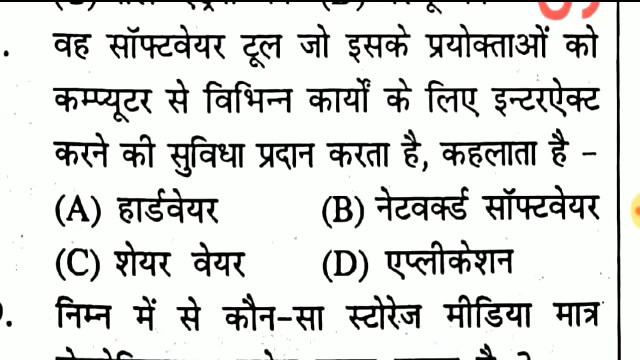 वह सॉफ्टवेयर टूल जो इसके प्रयोक्ताओं को
कम्प्यूटर से विभिन्न कार्यों के लिए इन्टरऐक्ट
करने की सुविधा प्रदान करता है, कहलाता है –
(A) हार्डवेयर (B) नेटवर्क्ड सॉफ्टवेयर
(C) शेयर वेयर (D) एप्लीकेशन
निम्न में से कौन-सा स्टोरेज मीडिया मात्र